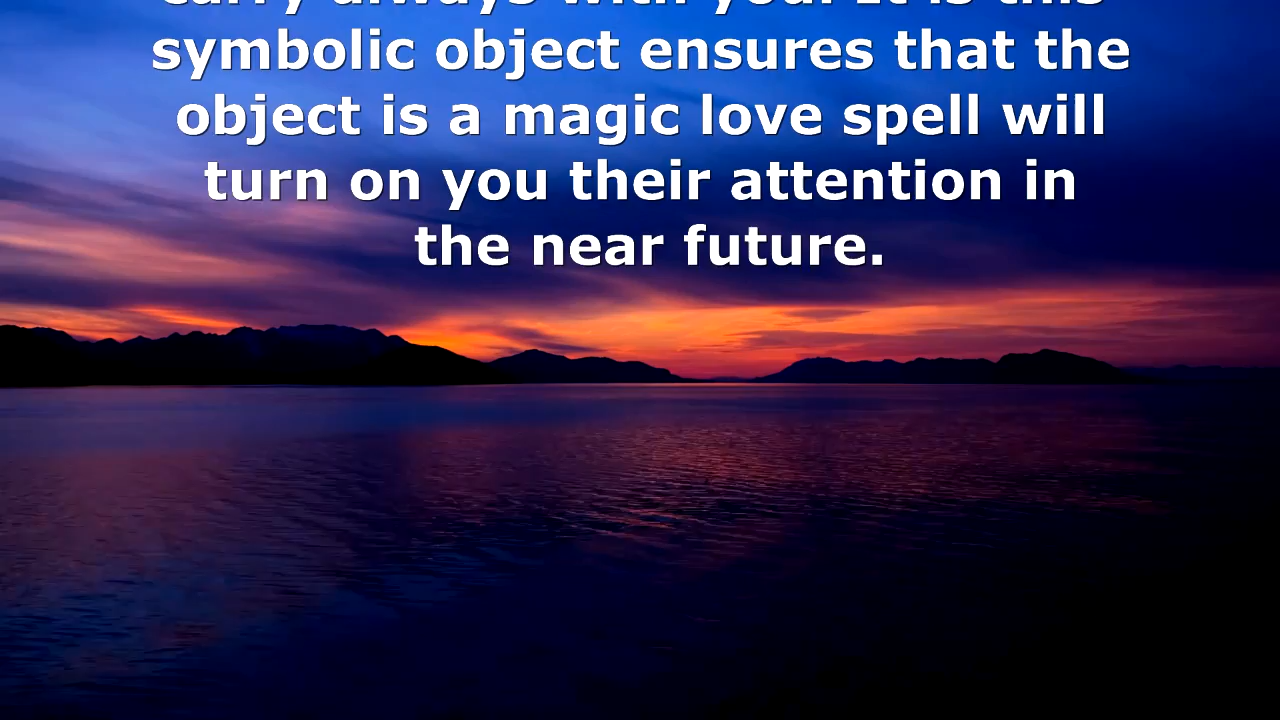 carry always with you. It is this
symbolic object ensures that the
object is a magic love spell will
turn on you their attention in
the near future.